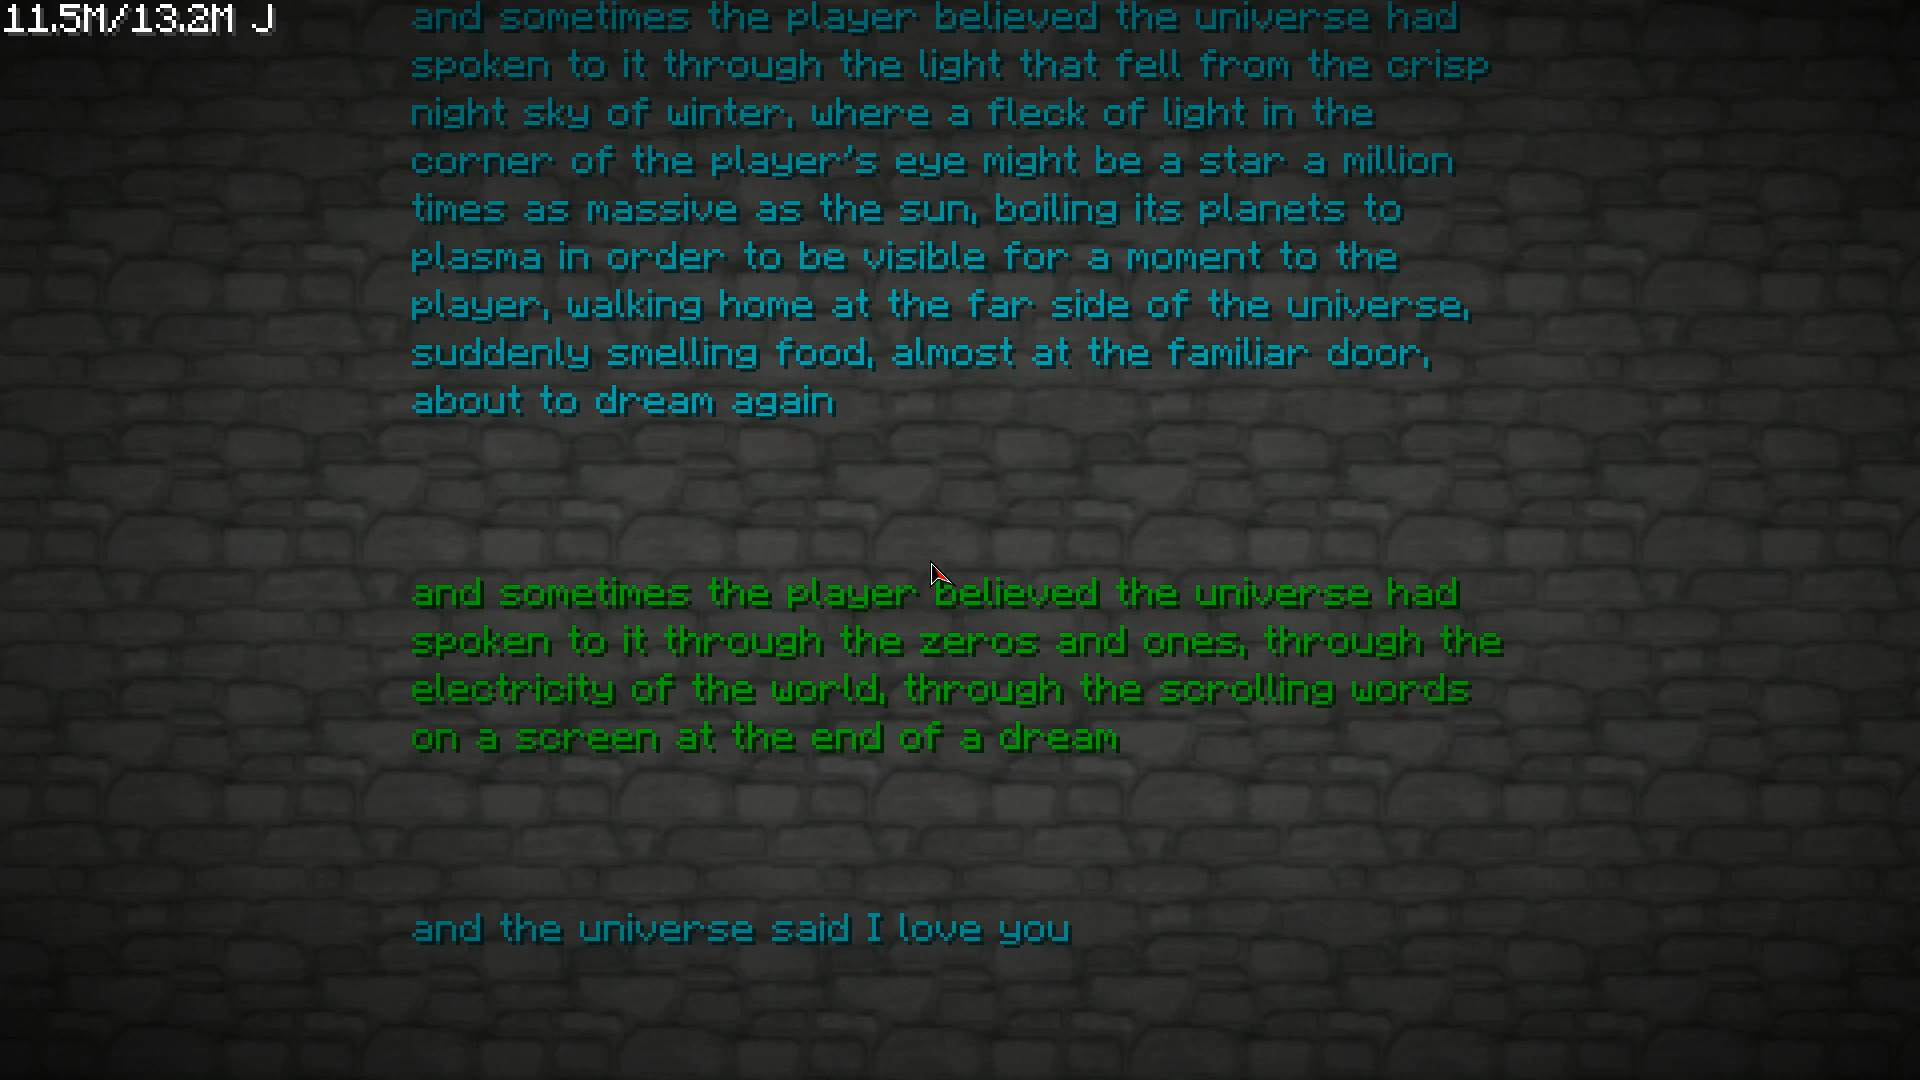 11.5M/13.2M J
and sometimes the player believed the universe had
spoken to it through the light that fell from the crisp
night sky of winter, where a fleck of light in the
corner of the player's eye might be a star a million
times as massive as the sun, boiling its planets to
plasma in order to be visible for a moment to the
player, walking home at the far side of the universe,
suddenly smelling food, almost at the familiar door,
about to dream again
and sometimes the player believed the universe had
spoken to it through the zeros and ones, through the
electricity of the world, through the scrolling words
on a screen at the end of a dream
and the universe said I love you